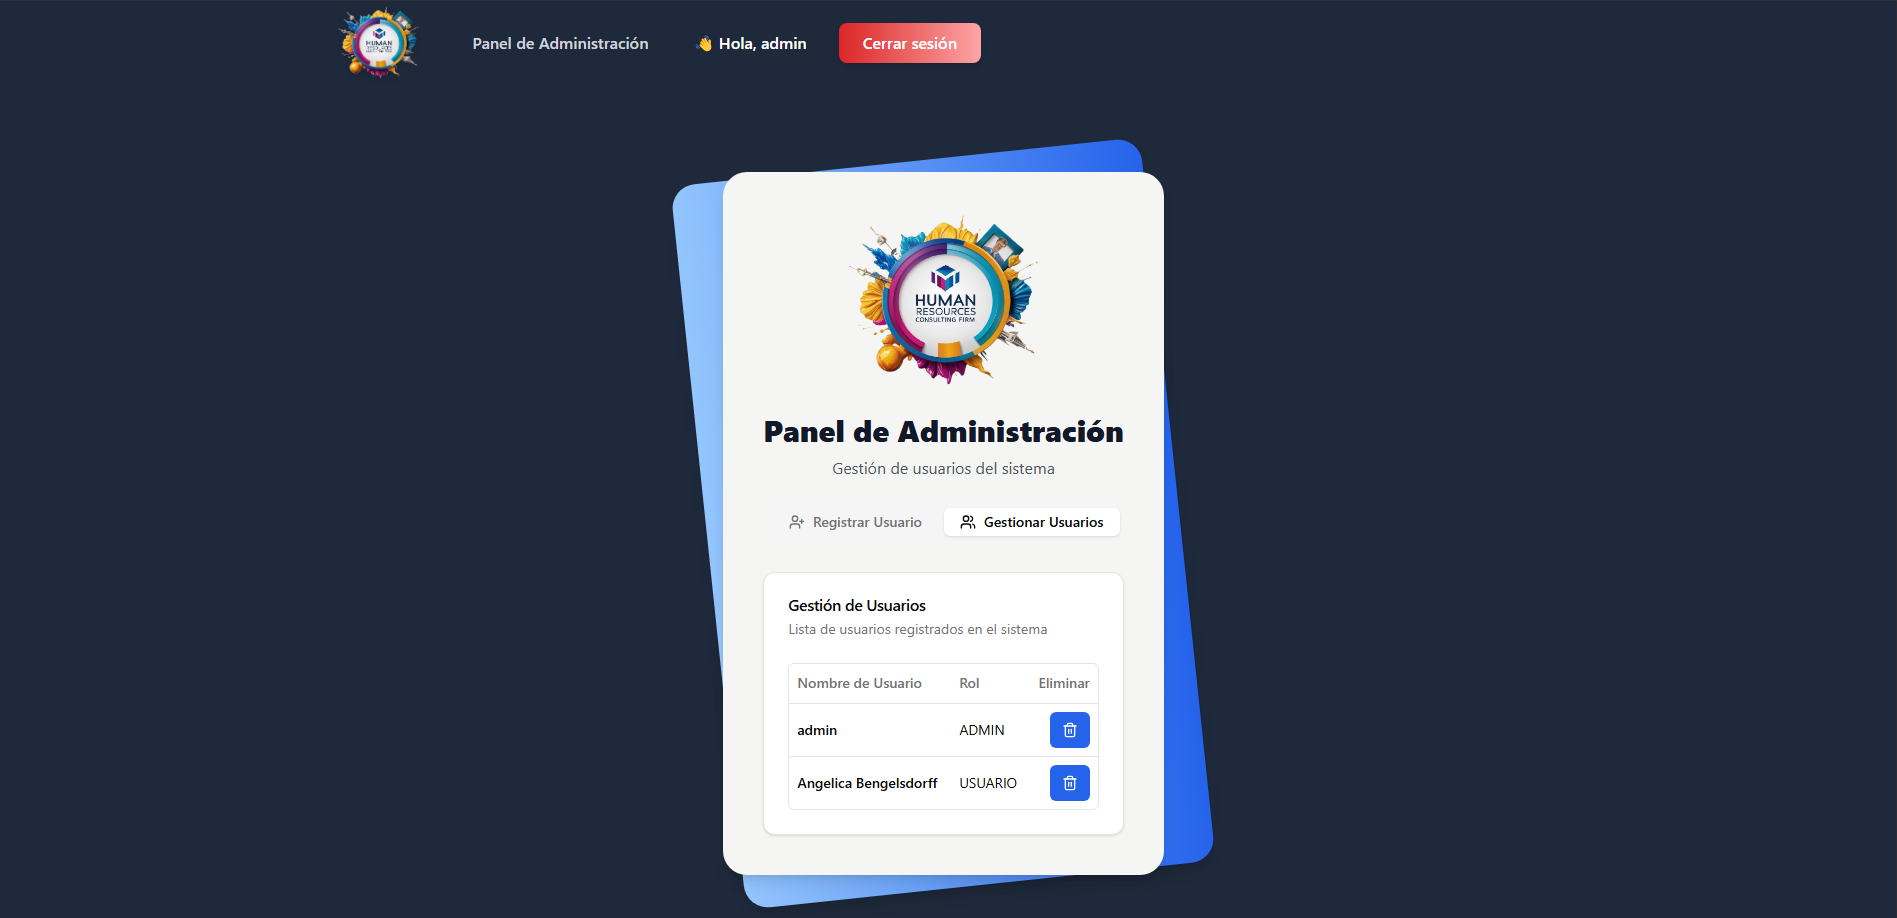 HUMAN
Panel de Administración
👋 Hola, admin
Cerrar sesión
HUMAN
RESOURCES
CONSULTING FIRM
Panel de Administración
Gestión de usuarios del sistema
Registrar Usuario
Gestionar Usuarios
Gestión de Usuarios
Lista de usuarios registrados en el sistema
Nombre de Usuario Rol Eliminar
admin ADMIN
Angelica Bengelsdorff USUARIO